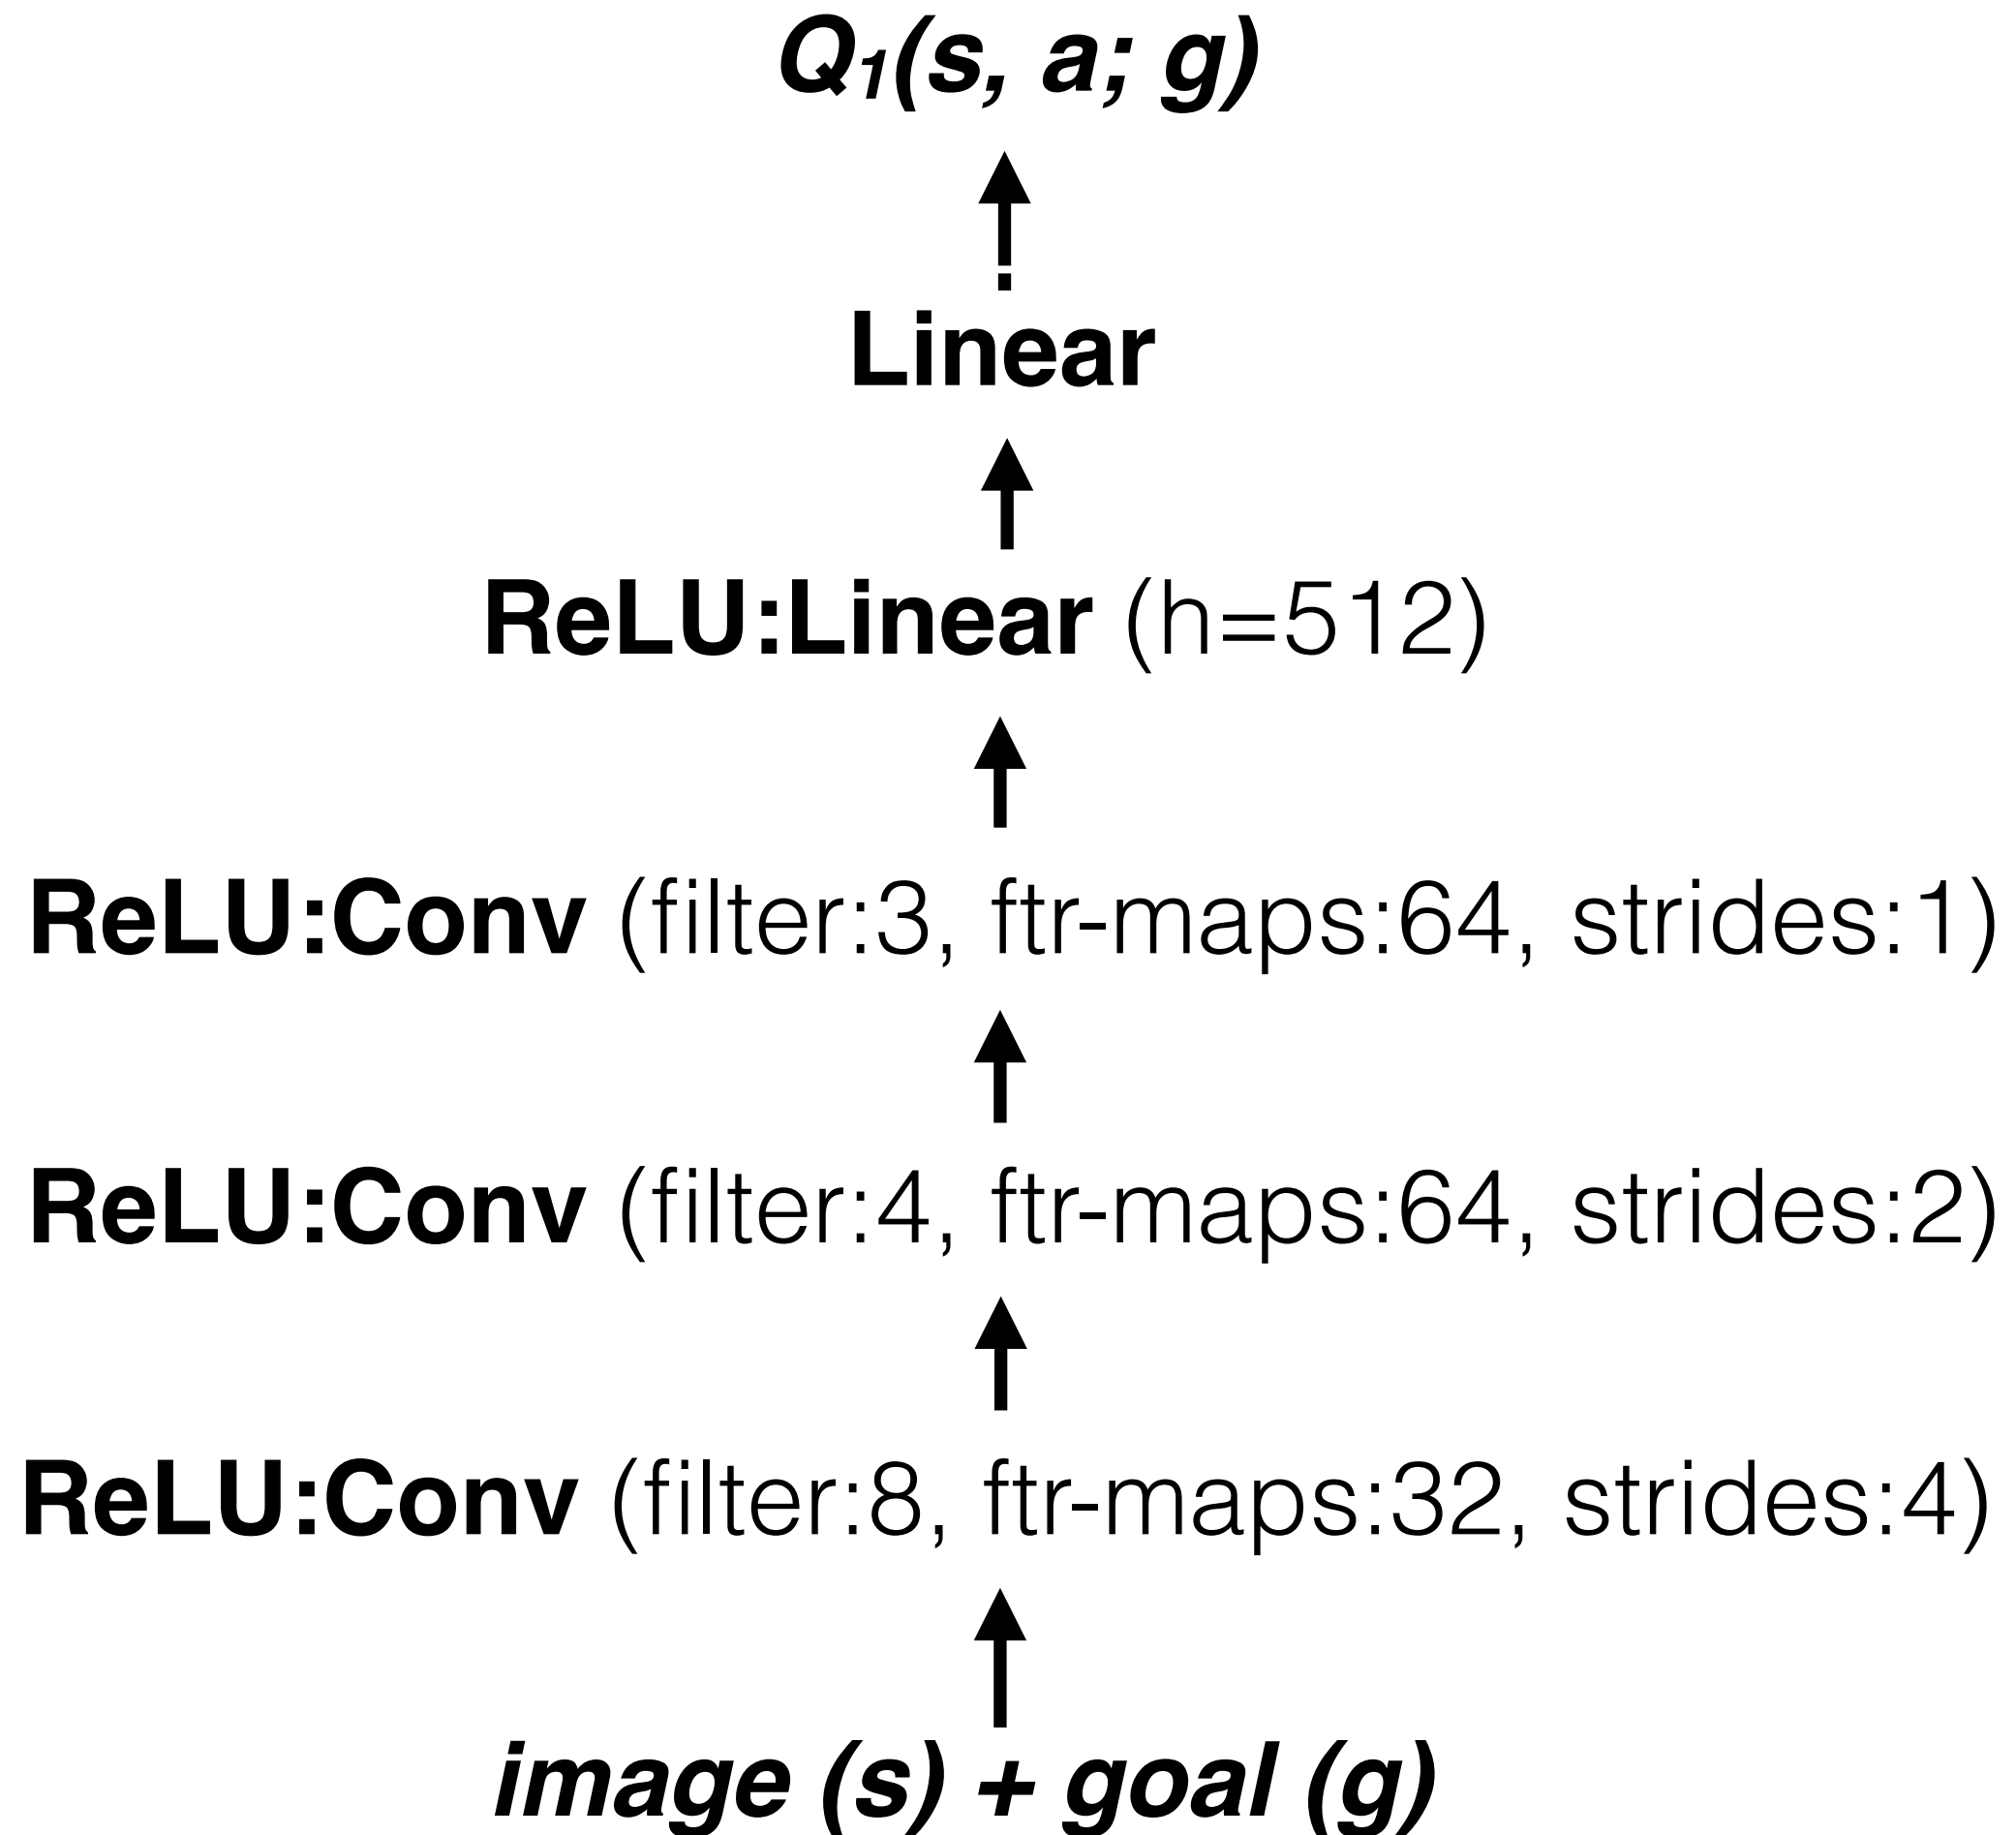 Q1(s, a; g)
Linear
ReLU:Linear (h=512)
ReLU:Conv (filter:3, ftr-maps:64, strides:1)
ReLU:Conv (filter:4, ftr-maps:64, strides:2)
ReLU:Conv (filter:8, ftr-maps:32, strides:4)
image (s) + goal (g)